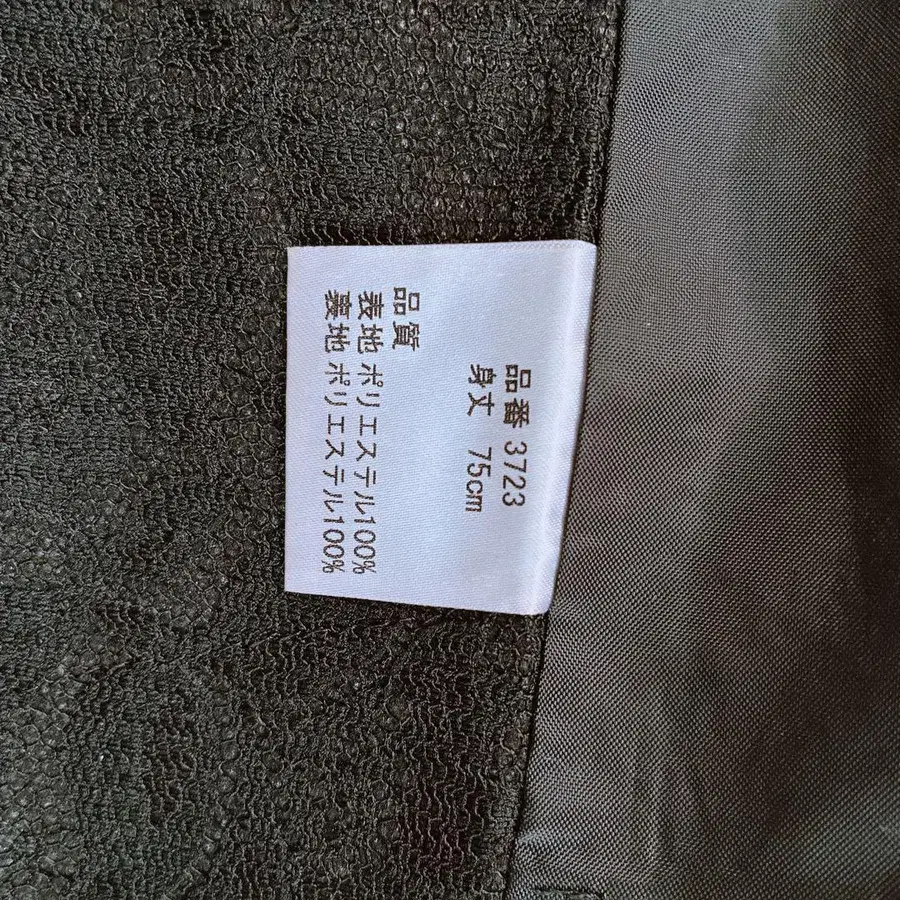 品番 3723
身丈 75cm
品質
表地 ポリエステル100%
裏地 ポリエステル100%